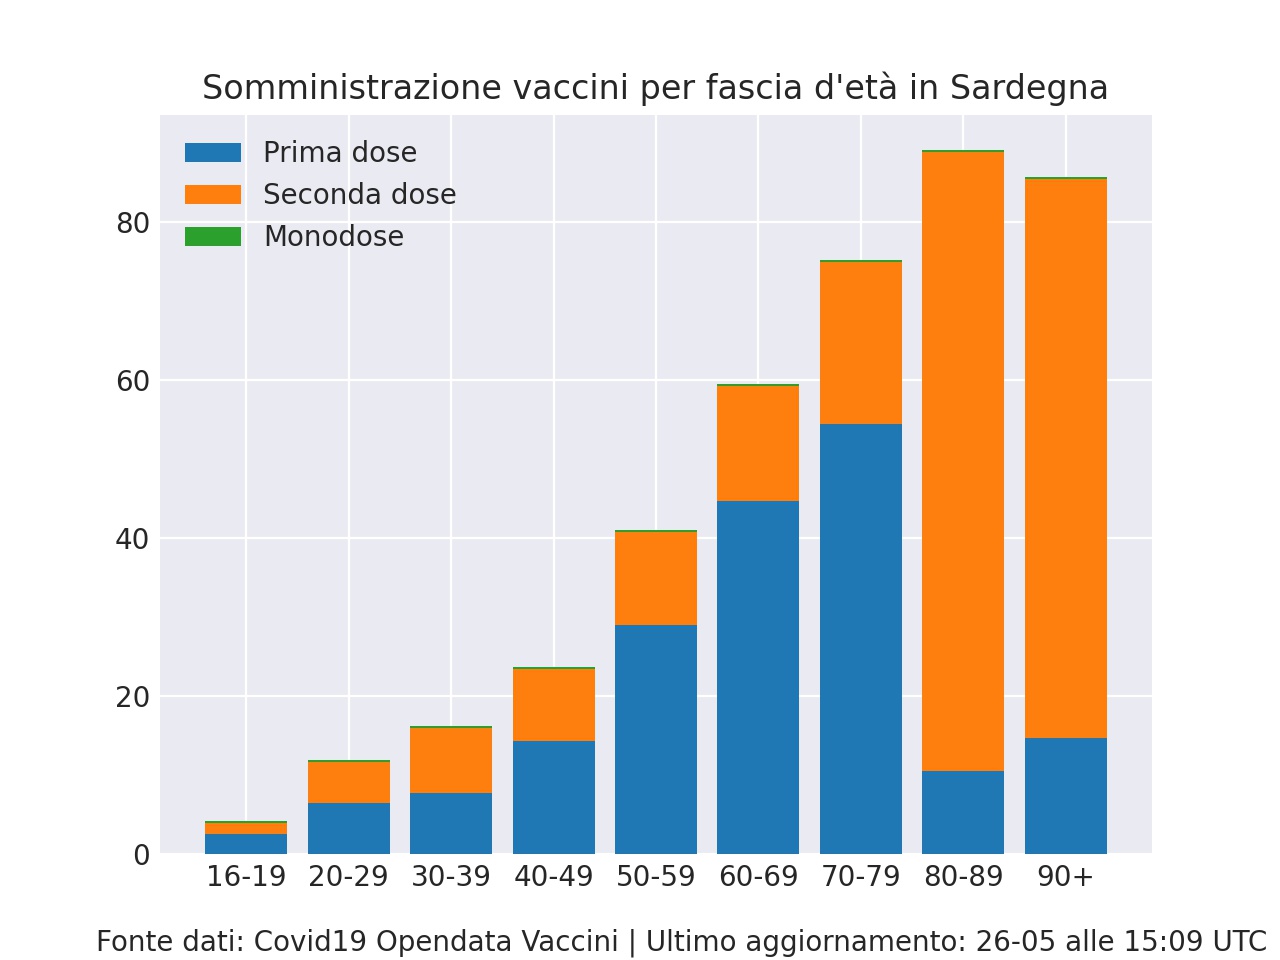 Somministrazione vaccini per fascia d'età in Sardegna
Prima dose
Seconda dose
Monodose
80
60
40
20
0
16-19 20-29 30-39 40-49 50-59 60-69 70-79 80-89 90+
Fonte dati: Covid19 Opendata Vaccini | Ultimo aggiornamento: 26-05 alle 15:09 UTC